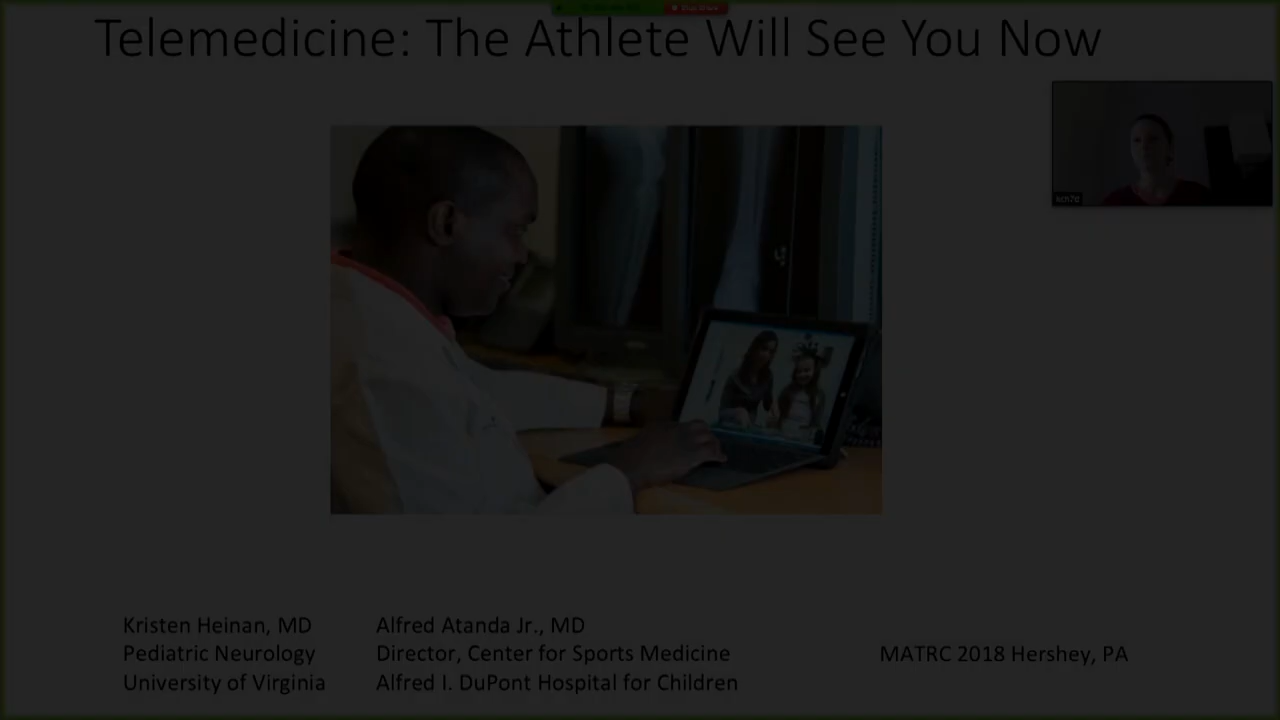 Telemedicine: The Athlete Will See You Now
kch7d
Kristen Heinan, MD
Pediatric Neurology
University of Virginia
Alfred Atanda Jr., MD
Director, Center for Sports Medicine
Alfred I. DuPont Hospital for Children
MATRC 2018 Hershey, PA